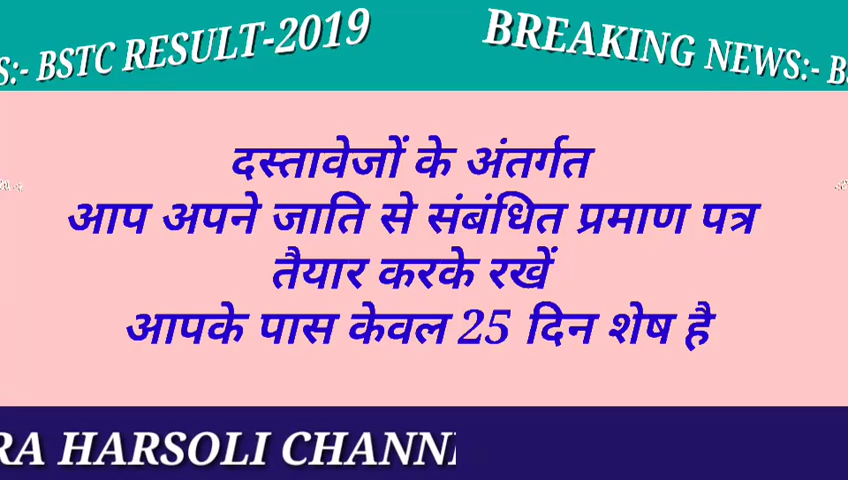 S:- BSTC RESULT-2019 BREAKING NEWS:- B
दस्तावेजों के अंतर्गत
आप अपने जाति से संबंधित प्रमाण पत्र
तैयार करके रखें
आपके पास केवल 25 दिन शेष है
RA HARSOLI CHANN